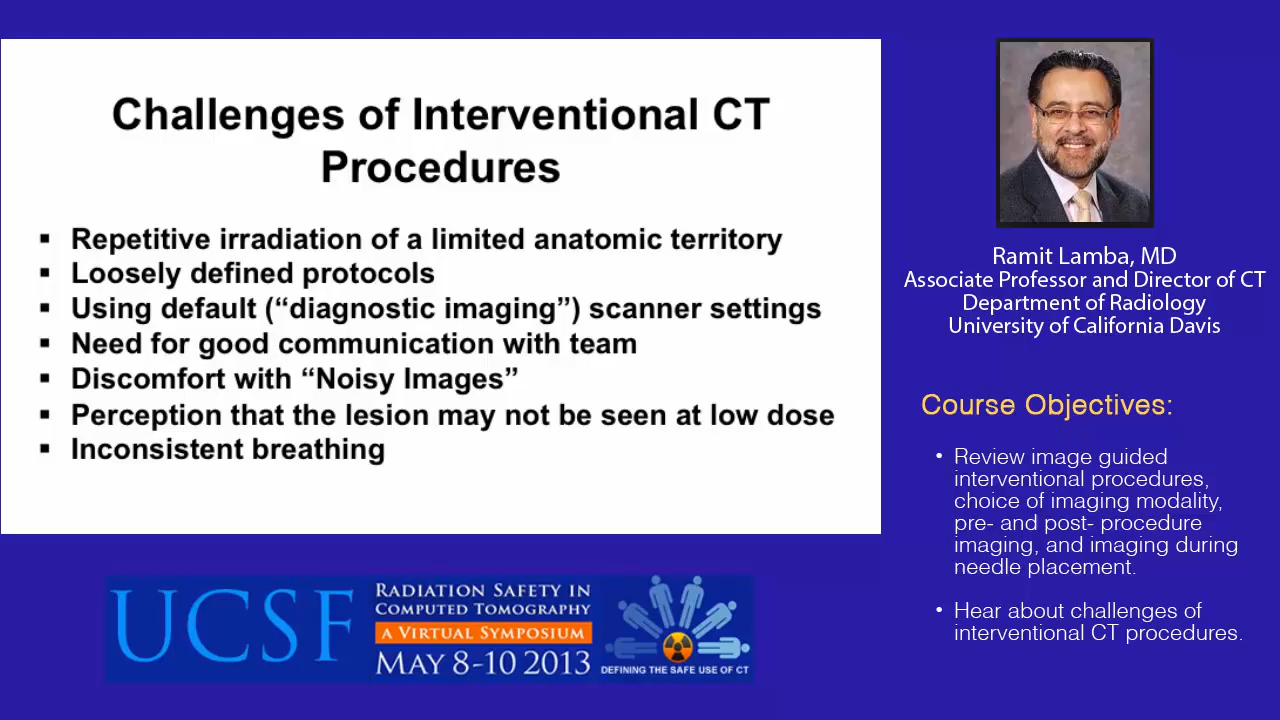 Challenges of Interventional CT
Procedures
▪ Repetitive irradiation of a limited anatomic territory
▪ Loosely defined protocols
▪ Using default (“diagnostic imaging”) scanner settings
▪ Need for good communication with team
▪ Discomfort with “Noisy Images”
▪ Perception that the lesion may not be seen at low dose
▪ Inconsistent breathing
Ramit Lamba, MD
Associate Professor and Director of CT
Department of Radiology
University of California Davis
Course Objectives:
• Review image guided
interventional procedures,
choice of imaging modality,
pre- and post- procedure
imaging, and imaging during
needle placement.
• Hear about challenges of
interventional CT procedures.
UCSF
Radiation Safety in
Computed Tomography
a Virtual Symposium
May 8-10 2013
DEFINING THE SAFE USE OF CT